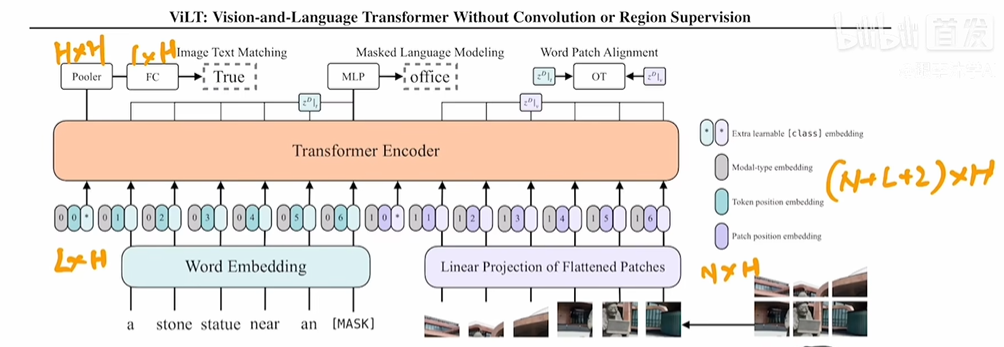 ViLT: Vision-and-Language Transformer Without Convolution or Region Supervision
bilibili 首发
H×H
1×H
Image Text Matching
Masked Language Modeling
Word Patch Alignment
Pooler
FC
True
MLP
office
z^D|_t
OT
z^D|_v
z^D|_t
z^D|_v
Transformer Encoder
* * Extra learnable [class] embedding
Modal-type embedding
(N+L+2)×H
Token position embedding
Patch position embedding
0 0 * 0 1 0 2 0 3 0 4 0 5 0 6 1 0 * 1 1 1 2 1 3 1 4 1 5 1 6
L×H
Word Embedding
Linear Projection of Flattened Patches
N×H
a stone statue near an [MASK]